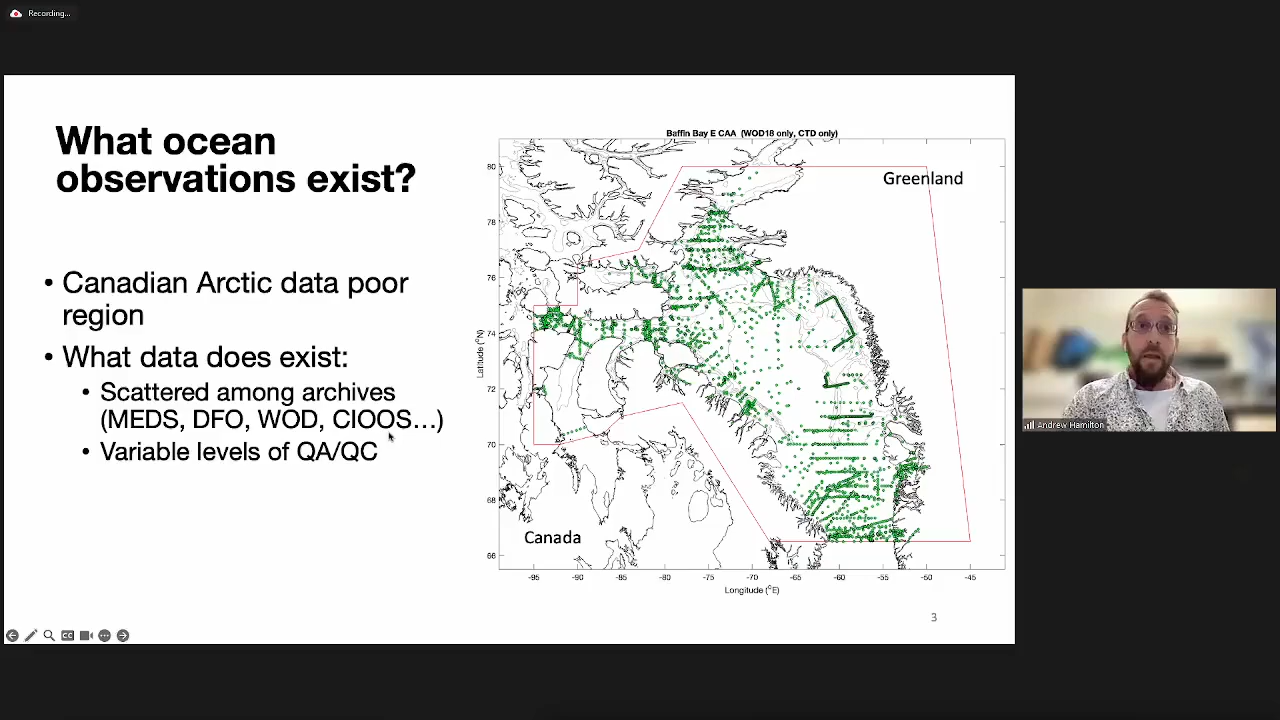 Recording...
What ocean
observations exist?
• Canadian Arctic data poor
region
• What data does exist:
• Scattered among archives
(MEDS, DFO, WOD, CIOOS...)
• Variable levels of QA/QC
Baffin Bay E CAA (WOD18 only, CTD only)
Greenland
Canada
Latitude (°N)
80
78
76
74
72
70
68
66
-95 -90 -85 -80 -75 -70 -65 -60 -55 -50 -45
Longitude (°E)
3
CC
Andrew Hamilton